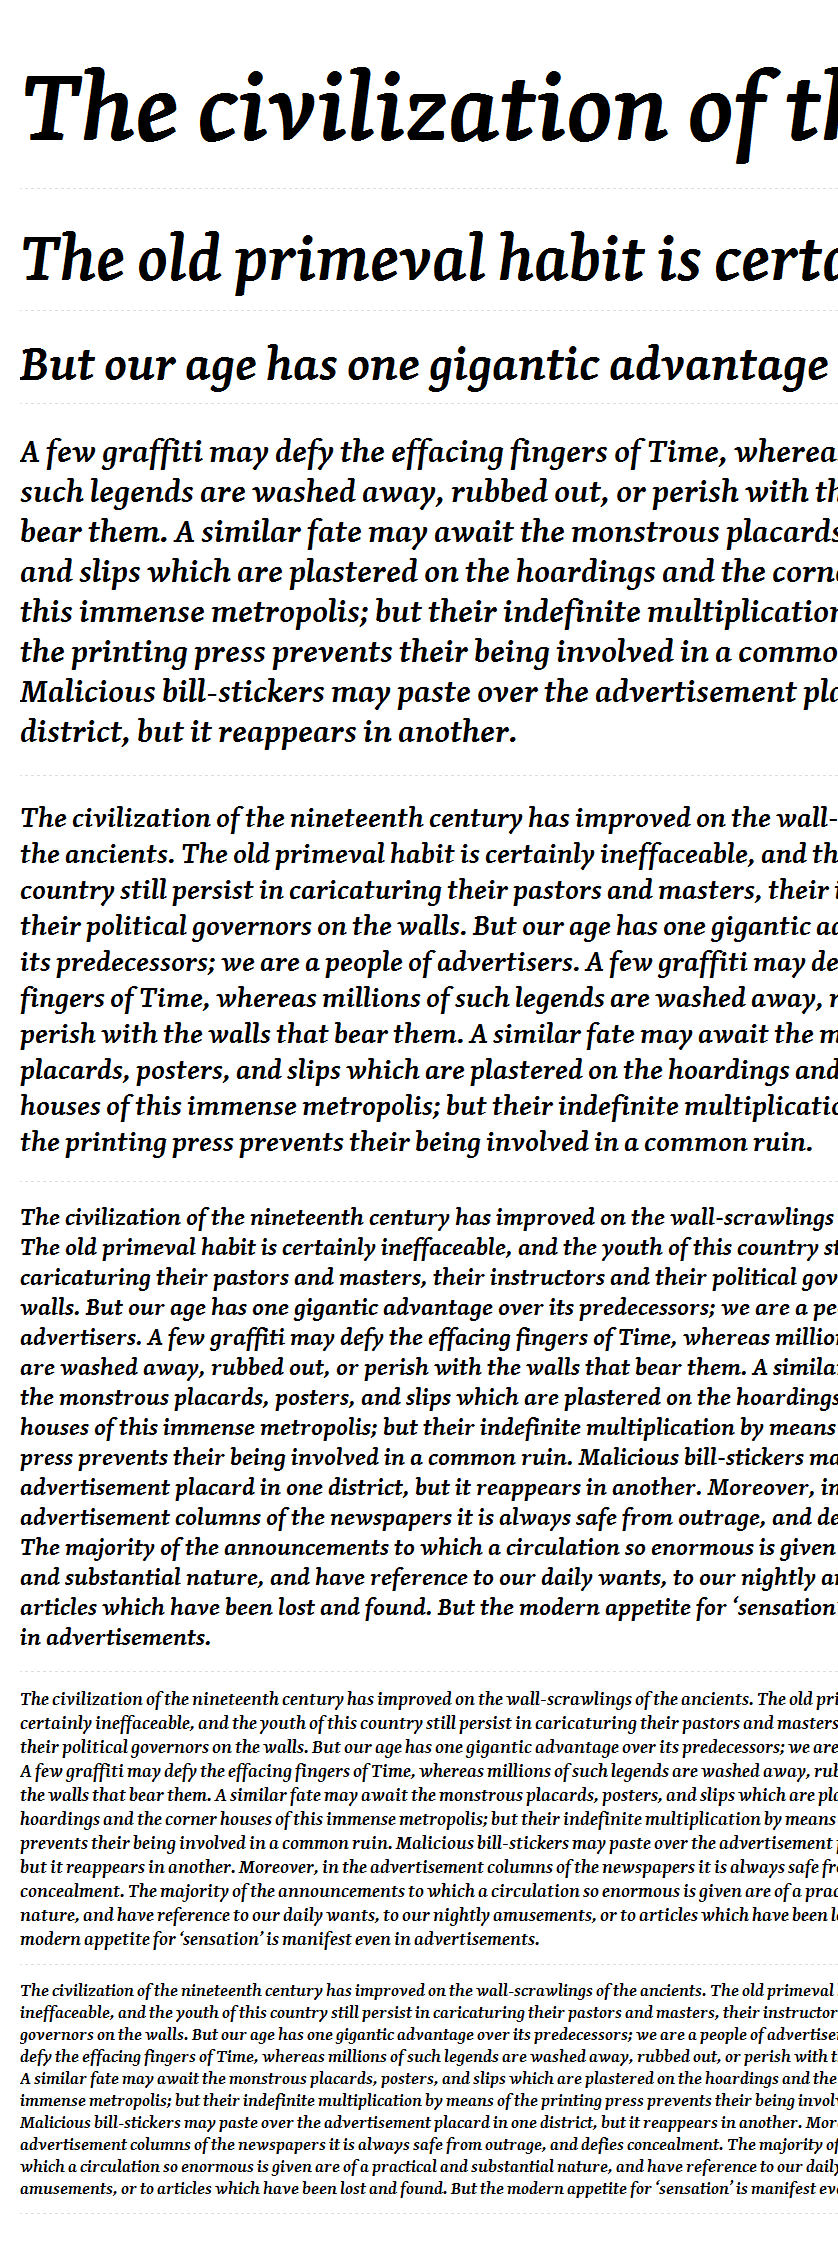 The civilization of th
The old primeval habit is certa
But our age has one gigantic advantage
A few graffiti may defy the effacing fingers of Time, wherea
such legends are washed away, rubbed out, or perish with th
bear them. A similar fate may await the monstrous placards
and slips which are plastered on the hoardings and the corne
this immense metropolis; but their indefinite multiplication
the printing press prevents their being involved in a commo
Malicious bill-stickers may paste over the advertisement pla
district, but it reappears in another.
The civilization of the nineteenth century has improved on the wall-
the ancients. The old primeval habit is certainly ineffaceable, and th
country still persist in caricaturing their pastors and masters, their i
their political governors on the walls. But our age has one gigantic ad
its predecessors; we are a people of advertisers. A few graffiti may de
fingers of Time, whereas millions of such legends are washed away, r
perish with the walls that bear them. A similar fate may await the m
placards, posters, and slips which are plastered on the hoardings and
houses of this immense metropolis; but their indefinite multiplicatio
the printing press prevents their being involved in a common ruin.
The civilization of the nineteenth century has improved on the wall-scrawlings
The old primeval habit is certainly ineffaceable, and the youth of this country st
caricaturing their pastors and masters, their instructors and their political gov
walls. But our age has one gigantic advantage over its predecessors; we are a pe
advertisers. A few graffiti may defy the effacing fingers of Time, whereas million
are washed away, rubbed out, or perish with the walls that bear them. A similar
the monstrous placards, posters, and slips which are plastered on the hoardings
houses of this immense metropolis; but their indefinite multiplication by means
press prevents their being involved in a common ruin. Malicious bill-stickers ma
advertisement placard in one district, but it reappears in another. Moreover, in
advertisement columns of the newspapers it is always safe from outrage, and de
The majority of the announcements to which a circulation so enormous is given
and substantial nature, and have reference to our daily wants, to our nightly a
articles which have been lost and found. But the modern appetite for ‘sensation’
in advertisements.
The civilization of the nineteenth century has improved on the wall-scrawlings of the ancients. The old pri
certainly ineffaceable, and the youth of this country still persist in caricaturing their pastors and masters
their political governors on the walls. But our age has one gigantic advantage over its predecessors; we are
A few graffiti may defy the effacing fingers of Time, whereas millions of such legends are washed away, rub
the walls that bear them. A similar fate may await the monstrous placards, posters, and slips which are pla
hoardings and the corner houses of this immense metropolis; but their indefinite multiplication by means
prevents their being involved in a common ruin. Malicious bill-stickers may paste over the advertisement p
but it reappears in another. Moreover, in the advertisement columns of the newspapers it is always safe fr
concealment. The majority of the announcements to which a circulation so enormous is given are of a prac
nature, and have reference to our daily wants, to our nightly amusements, or to articles which have been l
modern appetite for ‘sensation’ is manifest even in advertisements.
The civilization of the nineteenth century has improved on the wall-scrawlings of the ancients. The old primeval
ineffaceable, and the youth of this country still persist in caricaturing their pastors and masters, their instructor
governors on the walls. But our age has one gigantic advantage over its predecessors; we are a people of advertise
defy the effacing fingers of Time, whereas millions of such legends are washed away, rubbed out, or perish with t
A similar fate may await the monstrous placards, posters, and slips which are plastered on the hoardings and the
immense metropolis; but their indefinite multiplication by means of the printing press prevents their being invol
Malicious bill-stickers may paste over the advertisement placard in one district, but it reappears in another. Mor
advertisement columns of the newspapers it is always safe from outrage, and defies concealment. The majority of
which a circulation so enormous is given are of a practical and substantial nature, and have reference to our daily
amusements, or to articles which have been lost and found. But the modern appetite for ‘sensation’ is manifest ev